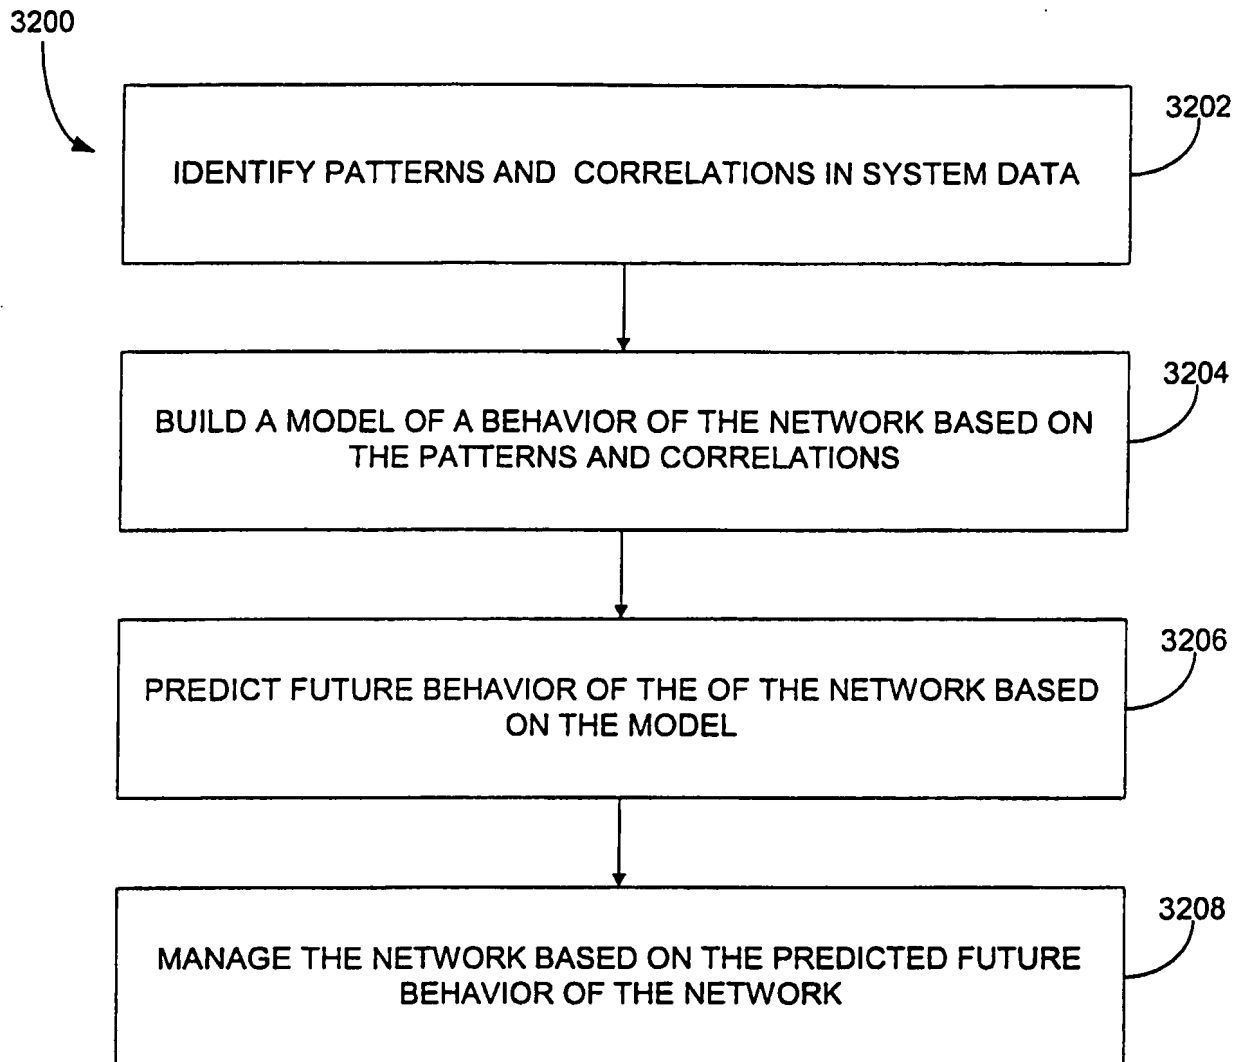 3200
3202
IDENTIFY PATTERNS AND CORRELATIONS IN SYSTEM DATA
3204
BUILD A MODEL OF A BEHAVIOR OF THE NETWORK BASED ON
THE PATTERNS AND CORRELATIONS
3206
PREDICT FUTURE BEHAVIOR OF THE OF THE NETWORK BASED
ON THE MODEL
3208
MANAGE THE NETWORK BASED ON THE PREDICTED FUTURE
BEHAVIOR OF THE NETWORK